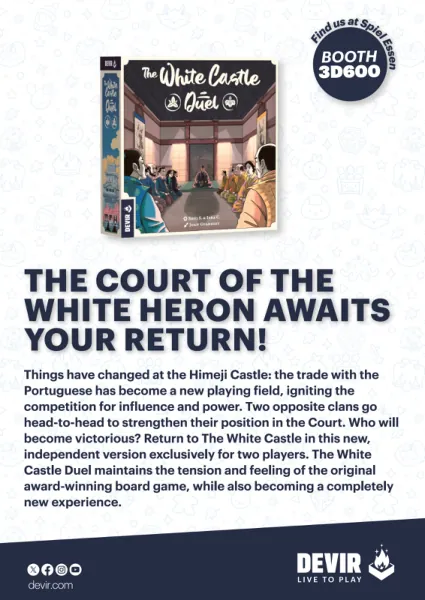 Find us at Spiel Essen
BOOTH
3D600
DEVIR
The White Castle
Duel
THE COURT OF THE
WHITE HERON AWAITS
YOUR RETURN!
Things have changed at the Himeji Castle: the trade with the
Portuguese has become a new playing field, igniting the
competition for influence and power. Two opposite clans go
head-to-head to strengthen their position in the Court. Who will
become victorious? Return to The White Castle in this new,
independent version exclusively for two players. The White
Castle Duel maintains the tension and feeling of the original
award-winning board game, while also becoming a completely
new experience.
devir.com
DEVIR
LIVE TO PLAY